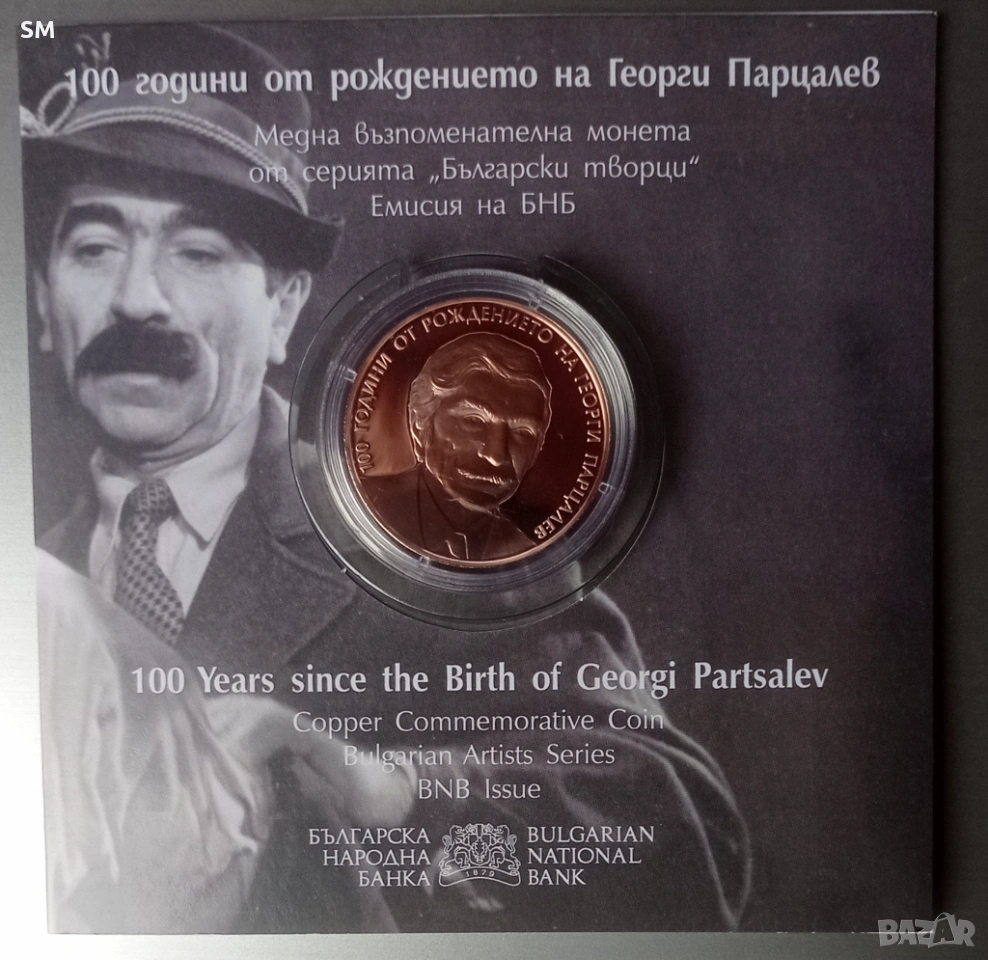 SM
100 години от рождението на Георги Парцалев
Медна възпоменателна монета
от серията „Български творци“
Емисия на БНБ
100 ГОДИНИ ОТ РОЖДЕНИЕТО НА ГЕОРГИ ПАРЦАЛЕВ
100 Years since the Birth of Georgi Partsalev
Copper Commemorative Coin
Bulgarian Artists Series
BNB Issue
БЪЛГАРСКА
НАРОДНА
БАНКА
1879
BULGARIAN
NATIONAL
BANK
BAZAR